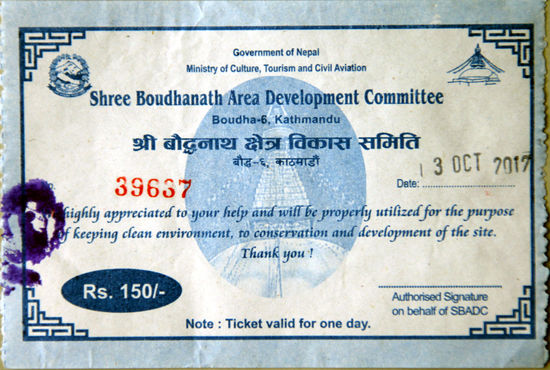 Government of Nepal
Ministry of Culture, Tourism and Civil Aviation
Shree Boudhanath Area Development Committee
Boudha-6, Kathmandu
श्री बौद्धनाथ क्षेत्र विकास समिति
बौद्ध-६, काठमाडौँ
13 OCT 2017
39637
Date:
highly appreciated to your help and will be properly utilized for the purpose
of keeping clean environment, to conservation and development of the site.
Thank you !
Rs. 150/-
Authorised Signature
on behalf of SBADC
Note : Ticket valid for one day.